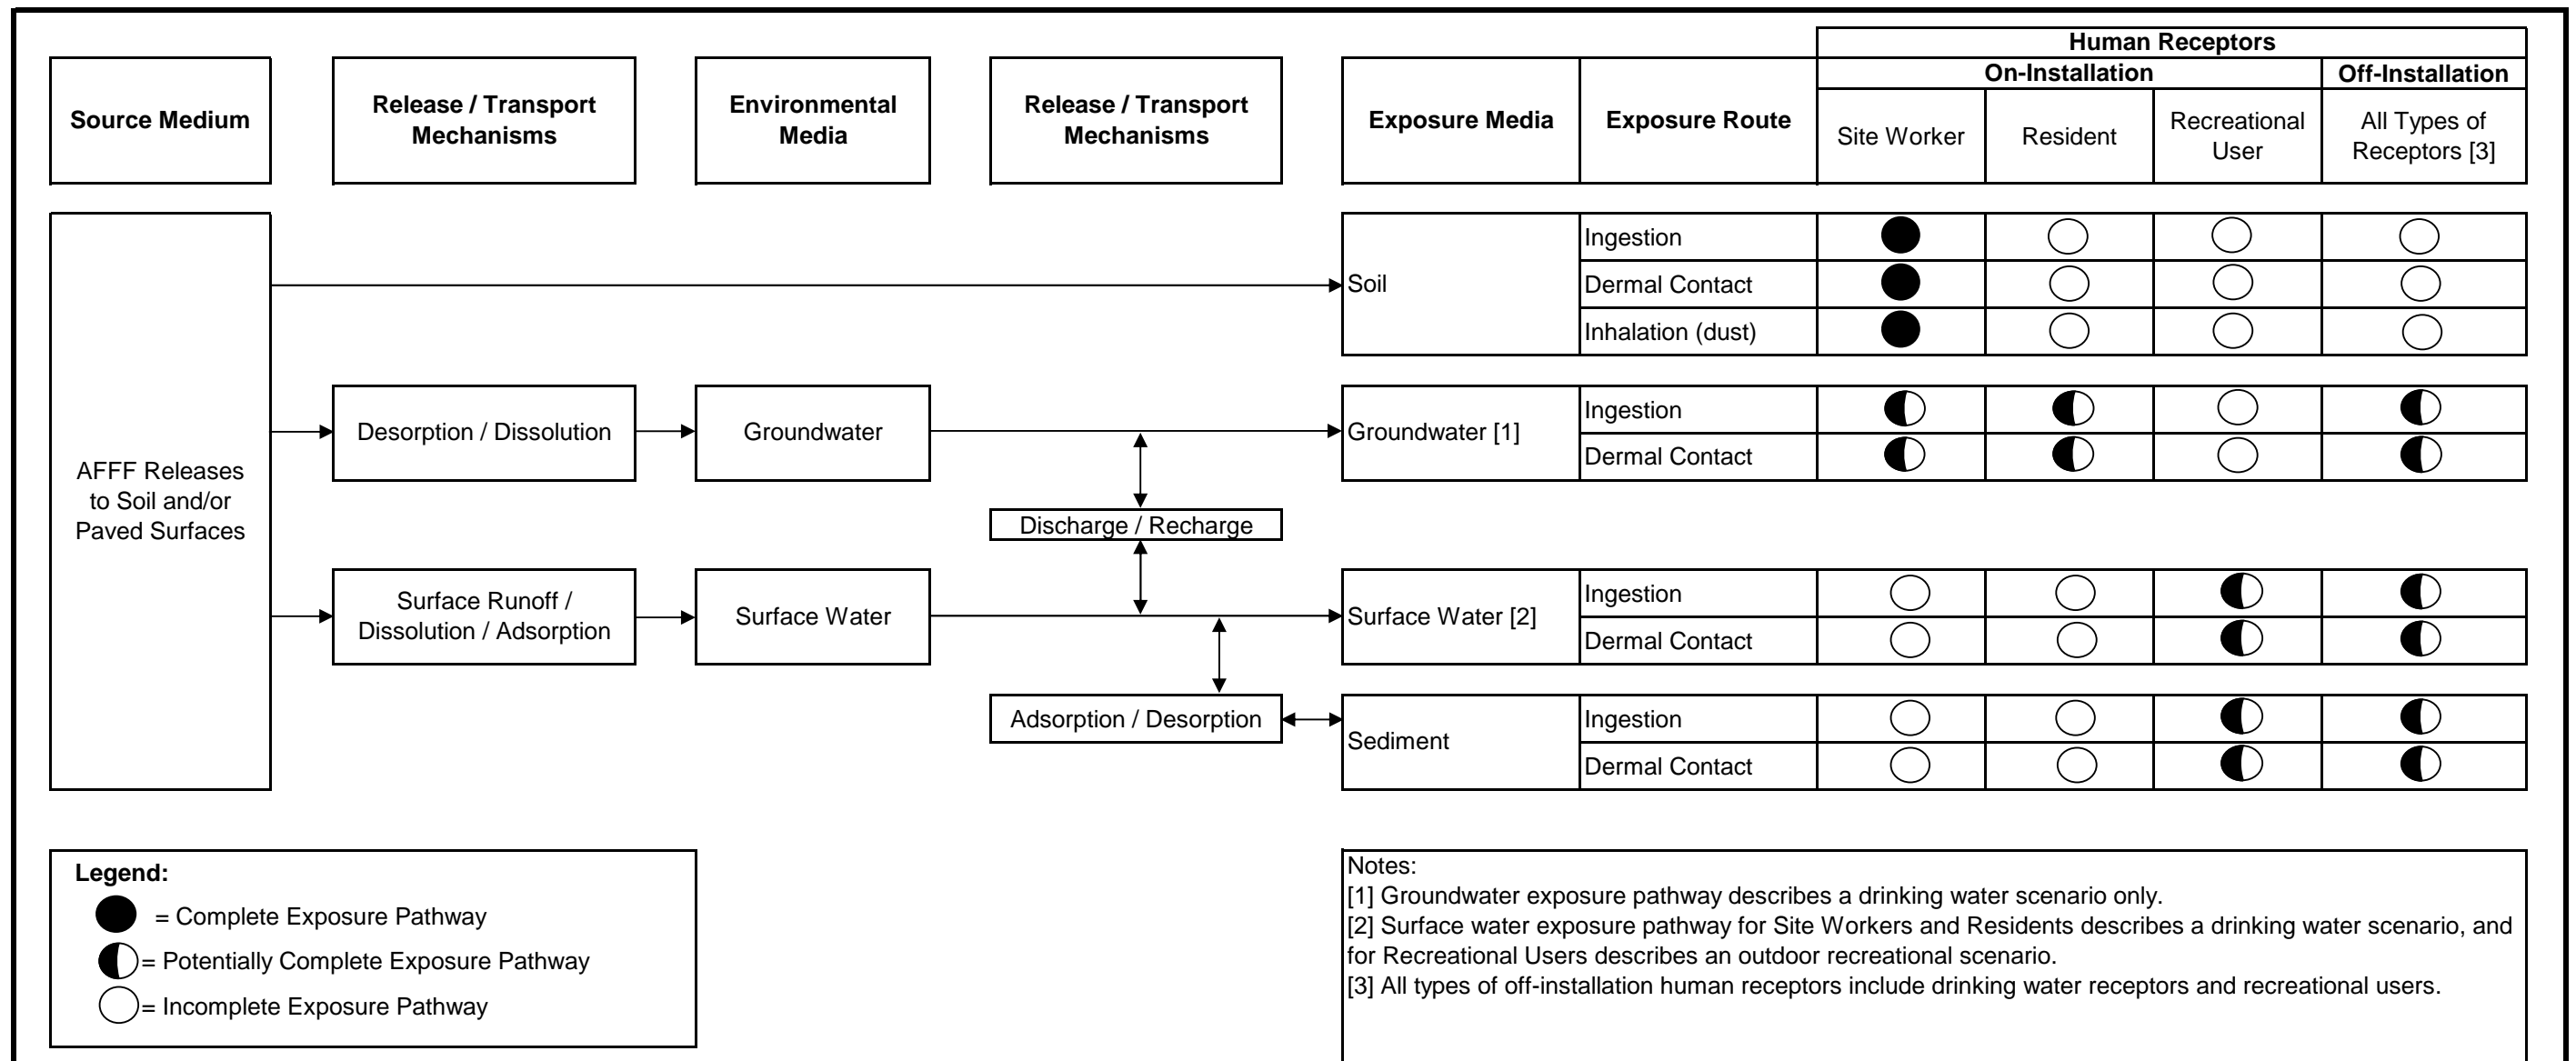 Human Receptors
On-Installation
Off-Installation
Source Medium
Release / Transport
Mechanisms
Environmental
Media
Release / Transport
Mechanisms
Exposure Media
Exposure Route
Site Worker
Resident
Recreational
User
All Types of
Receptors [3]
AFFF Releases
to Soil and/or
Paved Surfaces
Soil
Ingestion
Dermal Contact
Inhalation (dust)
Desorption / Dissolution
Groundwater
Groundwater [1]
Ingestion
Dermal Contact
Discharge / Recharge
Surface Runoff /
Dissolution / Adsorption
Surface Water
Surface Water [2]
Ingestion
Dermal Contact
Adsorption / Desorption
Sediment
Ingestion
Dermal Contact
Legend:
= Complete Exposure Pathway
= Potentially Complete Exposure Pathway
= Incomplete Exposure Pathway
Notes:
[1] Groundwater exposure pathway describes a drinking water scenario only.
[2] Surface water exposure pathway for Site Workers and Residents describes a drinking water scenario, and
for Recreational Users describes an outdoor recreational scenario.
[3] All types of off-installation human receptors include drinking water receptors and recreational users.